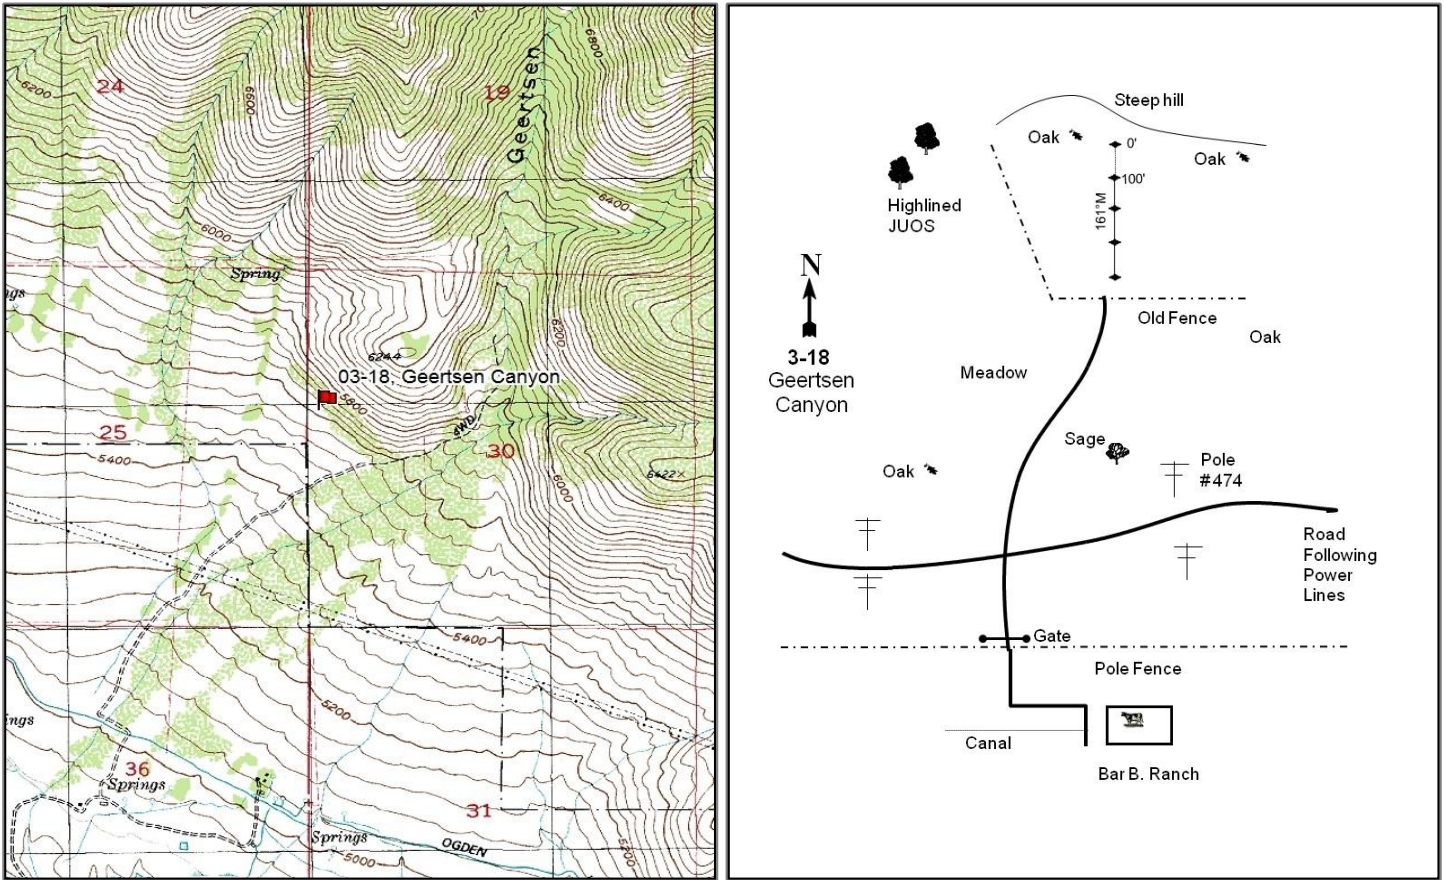 6800
24
19
6200
6600
Geertsen
6400
6000
Spring
ngs
6200
6244
03-18, Geertsen Canyon
5800
25
4WD
30
5400
6422×
6000
5400
5200
ings
36
Springs
31
Springs
OGDEN
5000
5200
Steep hill
Oak
0'
Oak
100'
Highlined
JUOS
161°M
N
Old Fence
3-18
Geertsen
Canyon
Oak
Meadow
Sage
Oak
Pole
#474
Road
Following
Power
Lines
Gate
Pole Fence
Canal
Bar B. Ranch